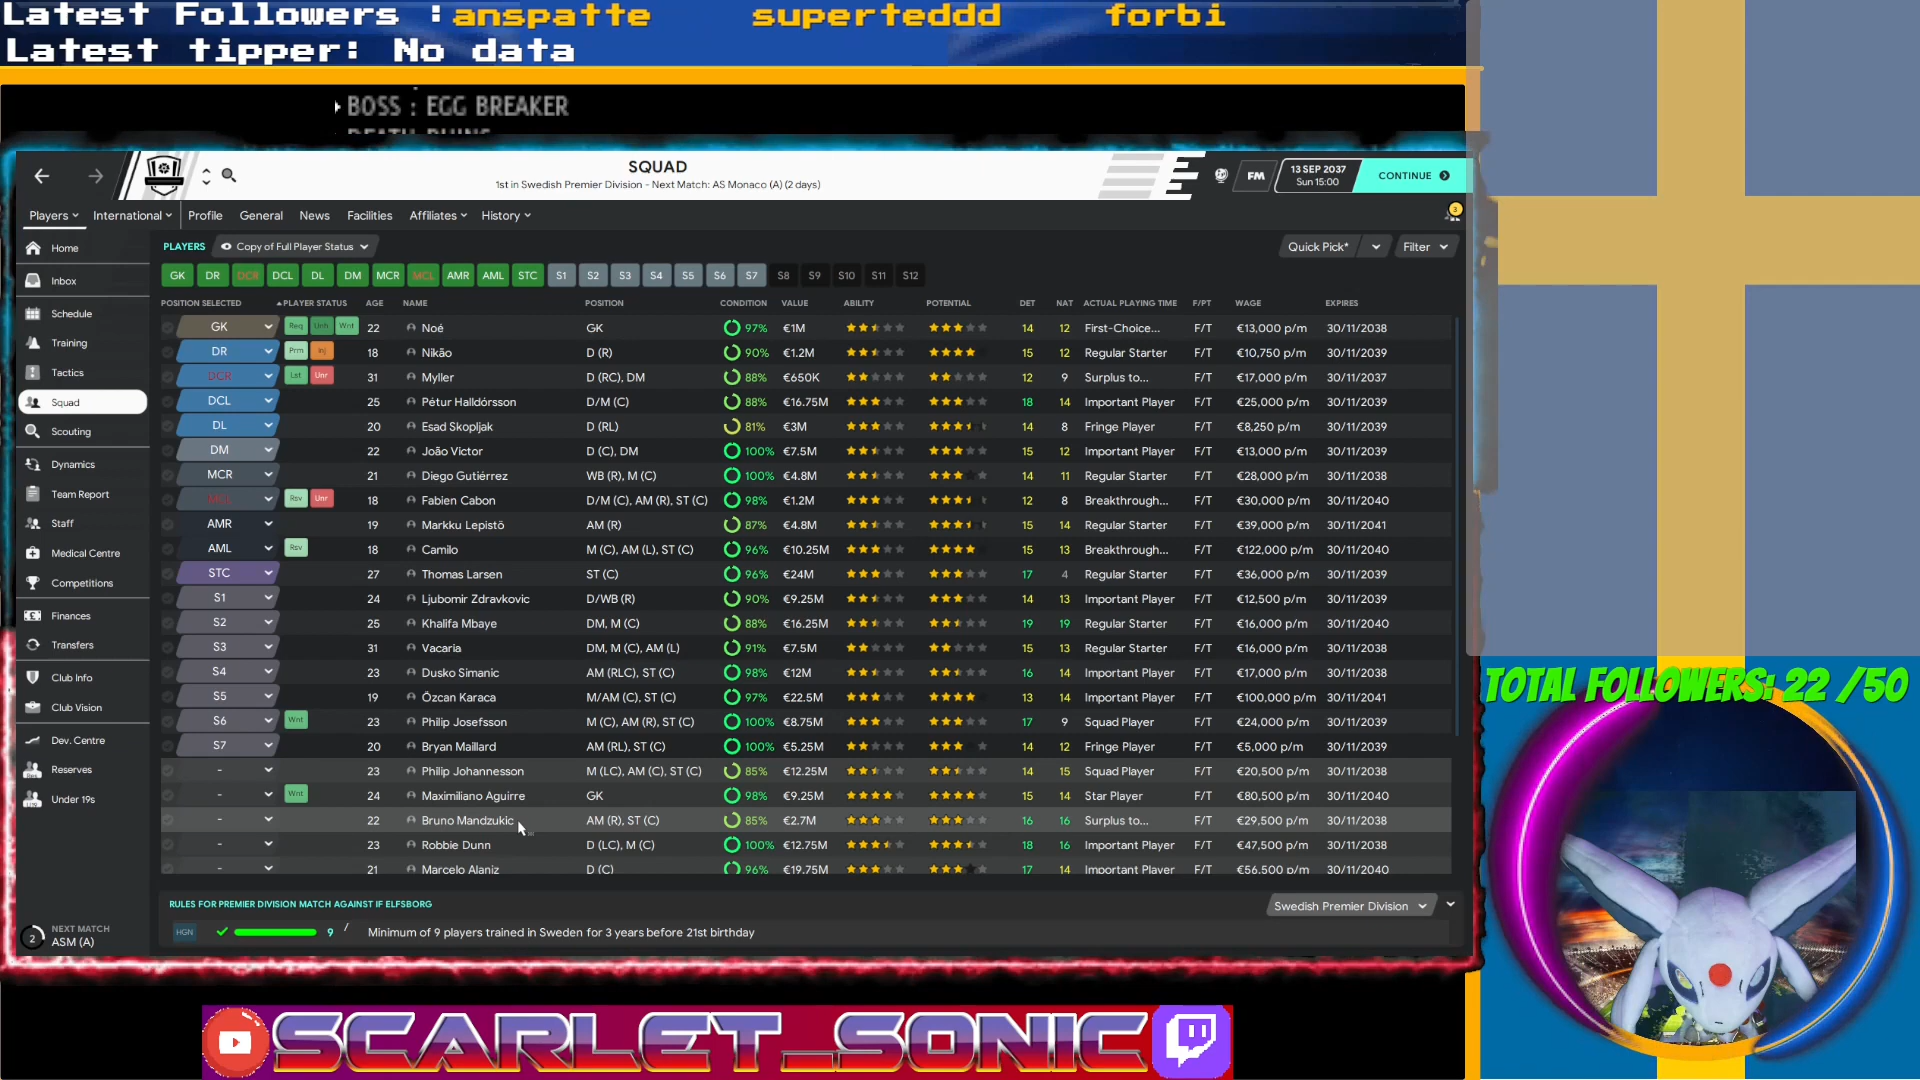 Latest Followers : anspatte superteddd forbi
Latest tipper: No data
BOSS : EGG BREAKER
SQUAD
1st in Swedish Premier Division - Next Match: AS Monaco (A) (2 days)
FM
13 SEP 2037
Sun 15:00
CONTINUE
Players International Profile General News Facilities Affiliates History
3
Home
Inbox
Schedule
Training
Tactics
Squad
Scouting
Dynamics
Team Report
Staff
Medical Centre
Competitions
Finances
Transfers
Club Info
Club Vision
Dev. Centre
Reserves
Under 19s
2 NEXT MATCH
ASM (A)
PLAYERS Copy of Full Player Status Quick Pick* Filter
GK DR DCR DCL DL DM MCR MCL AMR AML STC S1 S2 S3 S4 S5 S6 S7 S8 S9 S10 S11 S12
POSITION SELECTED PLAYER STATUS AGE NAME POSITION CONDITION VALUE ABILITY POTENTIAL DET NAT ACTUAL PLAYING TIME F/PT WAGE EXPIRES
GK Req Unh Wnt 22 Noé GK 97% €1M 14 12 First-Choice... F/T €13,000 p/m 30/11/2038
DR Prm Inj 18 Nikão D (R) 90% €1.2M 15 12 Regular Starter F/T €10,750 p/m 30/11/2039
DCR Lst Unr 31 Myller D (RC), DM 88% €650K 12 9 Surplus to... F/T €17,000 p/m 30/11/2037
DCL 25 Pétur Halldórsson D/M (C) 88% €16.75M 18 14 Important Player F/T €25,000 p/m 30/11/2039
DL 20 Esad Skopljak D (RL) 81% €3M 14 8 Fringe Player F/T €8,250 p/m 30/11/2039
DM 22 João Victor D (C), DM 100% €7.5M 15 12 Important Player F/T €13,000 p/m 30/11/2039
MCR 21 Diego Gutiérrez WB (R), M (C) 100% €4.8M 14 11 Regular Starter F/T €28,000 p/m 30/11/2038
MCL Rsv Unr 18 Fabien Cabon D/M (C), AM (R), ST (C) 98% €1.2M 12 8 Breakthrough... F/T €30,000 p/m 30/11/2040
AMR 19 Markku Lepistö AM (R) 87% €4.8M 15 14 Regular Starter F/T €39,000 p/m 30/11/2041
AML Rsv 18 Camilo M (C), AM (L), ST (C) 96% €10.25M 15 13 Breakthrough... F/T €122,000 p/m 30/11/2040
STC 27 Thomas Larsen ST (C) 96% €24M 17 4 Regular Starter F/T €36,000 p/m 30/11/2039
S1 24 Ljubomir Zdravkovic D/WB (R) 90% €9.25M 14 13 Important Player F/T €12,500 p/m 30/11/2039
S2 25 Khalifa Mbaye DM, M (C) 88% €16.25M 19 19 Regular Starter F/T €16,000 p/m 30/11/2040
S3 31 Vacaria DM, M (C), AM (L) 91% €7.5M 15 13 Regular Starter F/T €16,000 p/m 30/11/2038
S4 23 Dusko Simanic AM (RLC), ST (C) 98% €12M 16 14 Important Player F/T €17,000 p/m 30/11/2038
S5 19 Özcan Karaca M/AM (C), ST (C) 97% €22.5M 13 14 Important Player F/T €100,000 p/m 30/11/2041
S6 Wnt 23 Philip Josefsson M (C), AM (R), ST (C) 100% €8.75M 17 9 Squad Player F/T €24,000 p/m 30/11/2039
S7 20 Bryan Maillard AM (RL), ST (C) 100% €5.25M 14 12 Fringe Player F/T €5,000 p/m 30/11/2039
- 23 Philip Johannesson M (LC), AM (C), ST (C) 85% €12.25M 14 15 Squad Player F/T €20,500 p/m 30/11/2038
- Wnt 24 Maximiliano Aguirre GK 98% €9.25M 15 14 Star Player F/T €80,500 p/m 30/11/2040
- 22 Bruno Mandzukic AM (R), ST (C) 85% €2.7M 16 16 Surplus to... F/T €29,500 p/m 30/11/2038
- 23 Robbie Dunn D (LC), M (C) 100% €12.75M 18 16 Important Player F/T €47,500 p/m 30/11/2038
- 21 Marcelo Alaniz D (C) 96% €19.75M 17 14 Important Player F/T €56,500 p/m 30/11/2040
RULES FOR PREMIER DIVISION MATCH AGAINST IF ELFSBORG Swedish Premier Division
HGN 9 / Minimum of 9 players trained in Sweden for 3 years before 21st birthday
TOTAL FOLLOWERS: 22 /50
SCARLET_SONIC